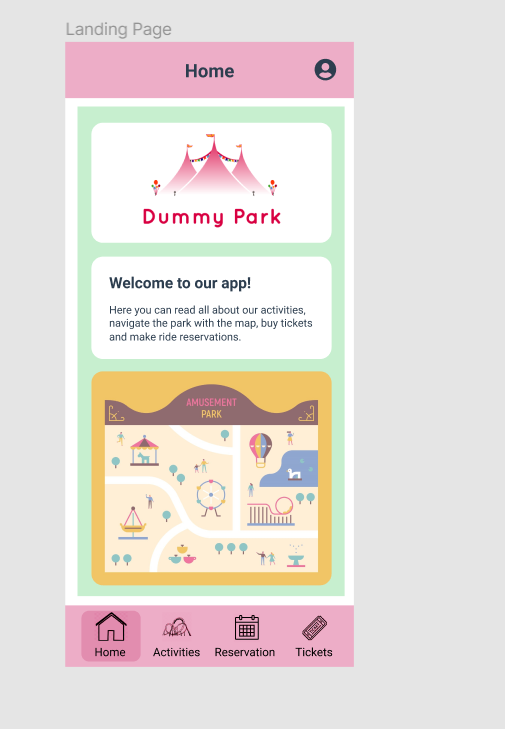 Landing Page
Home
Dummy Park
Welcome to our app!
Here you can read all about our activities,
navigate the park with the map, buy tickets
and make ride reservations.
AMUSEMENT
PARK
Home
Activities
Reservation
Tickets